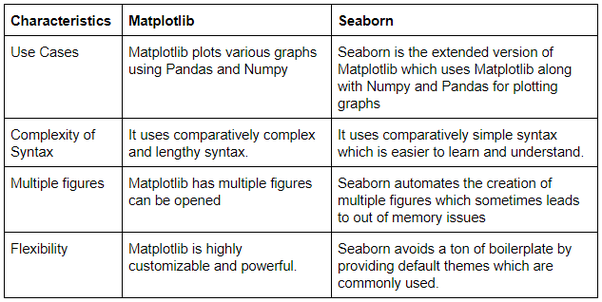 Characteristics Matplotlib Seaborn
Use Cases
Matplotlib plots various graphs
using Pandas and Numpy
Seaborn is the extended version of
Matplotlib which uses Matplotlib along
with Numpy and Pandas for plotting
graphs
Complexity of
Syntax
It uses comparatively complex
and lengthy syntax.
It uses comparatively simple syntax
which is easier to learn and understand.
Multiple figures
Matplotlib has multiple figures
can be opened
Seaborn automates the creation of
multiple figures which sometimes leads
to out of memory issues
Flexibility
Matplotlib is highly
customizable and powerful.
Seaborn avoids a ton of boilerplate by
providing default themes which are
commonly used.